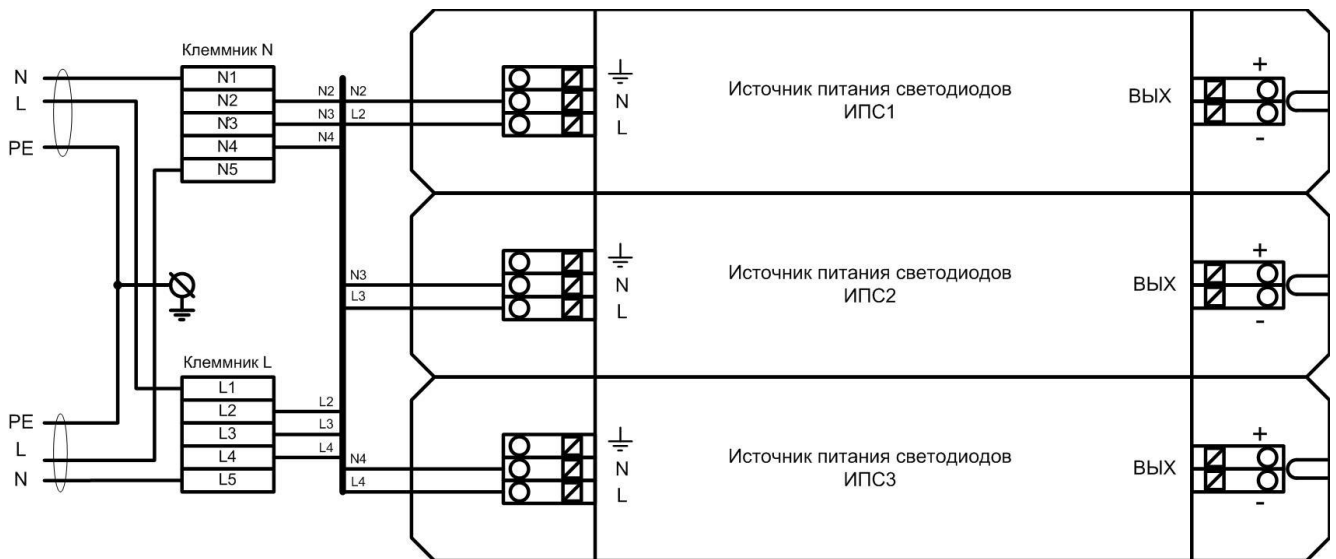 Клеммник N
N
L
PE
N1
N2
N3
N4
N5
N2
N3
N4
N2
L2
N
L
Источник питания светодиодов
ИПС1
ВЫХ
+
-
N3
L3
N
L
Источник питания светодиодов
ИПС2
ВЫХ
+
-
Клеммник L
PE
L
N
L1
L2
L3
L4
L5
L2
L3
L4
N4
L4
N
L
Источник питания светодиодов
ИПС3
ВЫХ
+
-